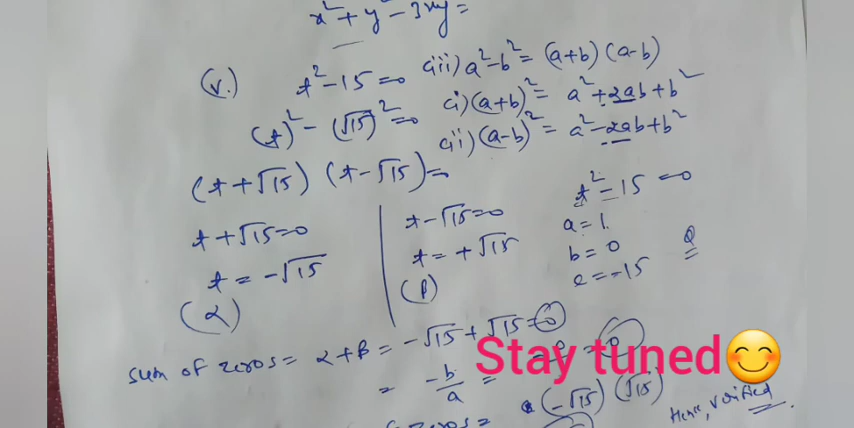 x²+y²-3xy=
(v.) t²-15=0
(t)²-(√15)²=0
(t+√15) (t-√15)=
t+√15=0
t = -√15
(α)
t-√15=0
t = +√15
(β)
iii) a²-b²= (a+b) (a-b)
i) (a+b)²= a²+2ab+b²
ii) (a-b)²= a²-2ab+b²
t²-15=0
a=1.
b=0
c=-15
Sum of zeros= α+β= -√15+√15=0
= -b/a = -0 = 0
zeros= (-√15) (√15)
Hence, verified
Stay tuned😊